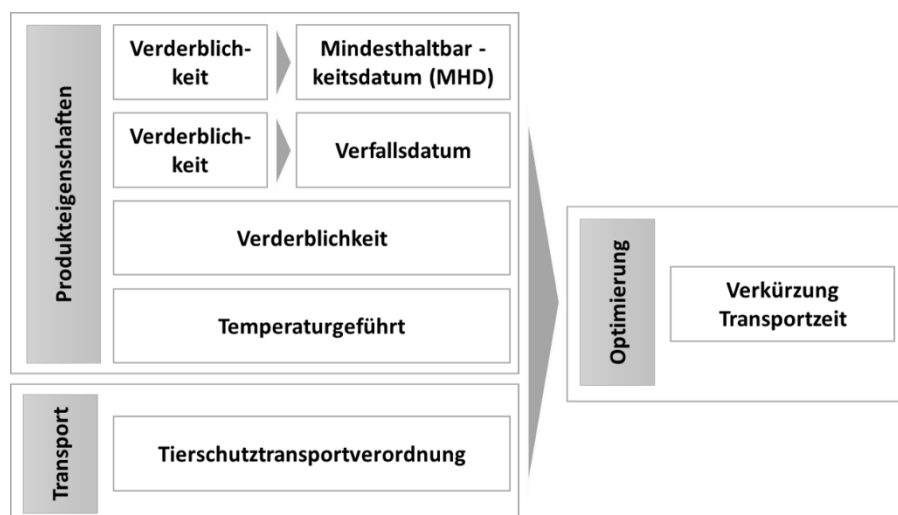 Produkteigenschaften
Verderblich-
keit
Mindesthaltbar -
keitsdatum (MHD)
Verderblich-
keit
Verfallsdatum
Verderblichkeit
Temperaturgeführt
Transport
Tierschutztransportverordnung
Optimierung
Verkürzung
Transportzeit